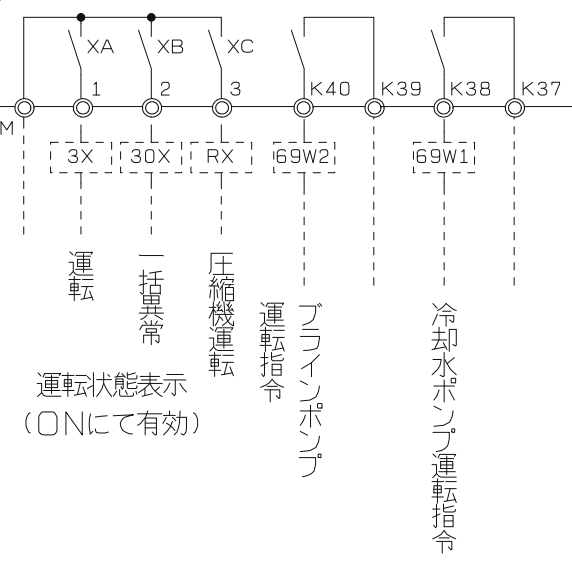 XA
XB
XC
1
2
3
K40
K39
K38
K37
M
3X
30X
RX
69W2
69W1
運転
一括異常
圧縮機運転
ブラインポンプ
運転指令
冷却水ポンプ運転指令
運転状態表示
(ONにて有効)